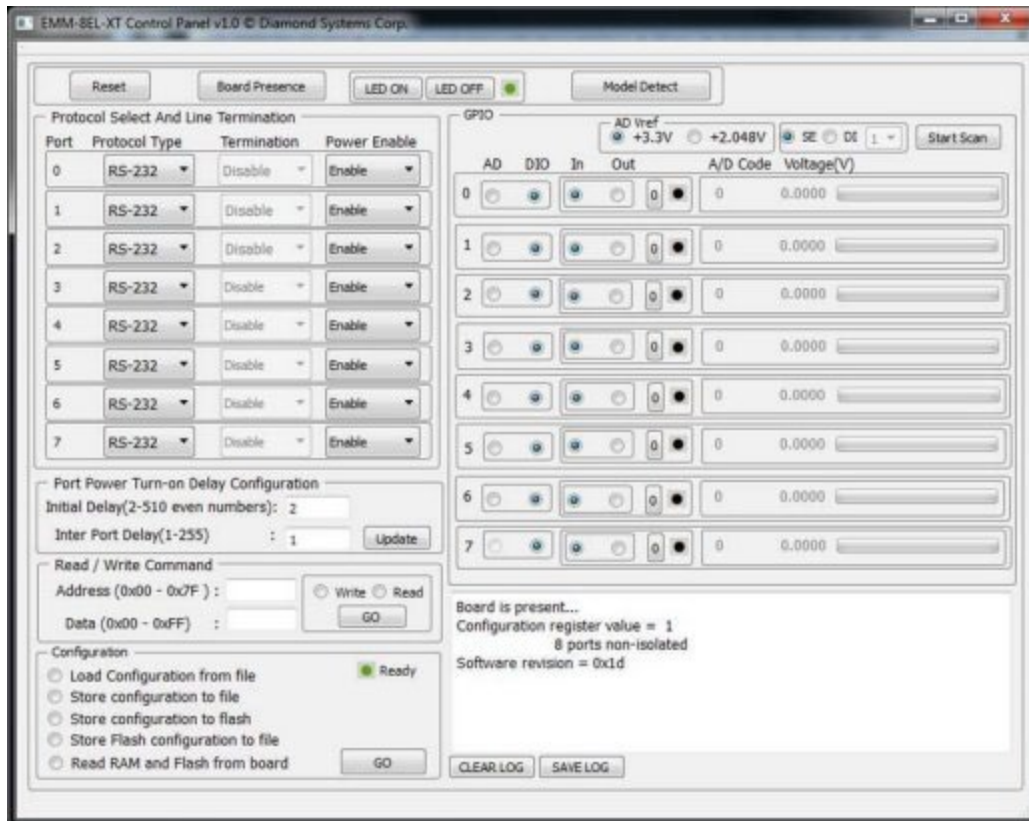 EMM-8EL-XT Control Panel v1.0 © Diamond Systems Corp.
Reset Board Presence LED ON LED OFF Model Detect
Protocol Select And Line Termination
Port Protocol Type Termination Power Enable
0 RS-232 Disable Enable
1 RS-232 Disable Enable
2 RS-232 Disable Enable
3 RS-232 Disable Enable
4 RS-232 Disable Enable
5 RS-232 Disable Enable
6 RS-232 Disable Enable
7 RS-232 Disable Enable
Port Power Turn-on Delay Configuration
Initial Delay(2-510 even numbers): 2
Inter Port Delay(1-255) : 1 Update
Read / Write Command
Address (0x00 - 0x7F ) : Write Read
Data (0x00 - 0xFF) : GO
Configuration
Load Configuration from file Ready
Store configuration to file
Store configuration to flash
Store Flash configuration to file
Read RAM and Flash from board GO
GPIO
AD Vref
+3.3V +2.048V SE DI 1 Start Scan
AD DIO In Out A/D Code Voltage(V)
0 0 0 0.0000
1 0 0 0.0000
2 0 0 0.0000
3 0 0 0.0000
4 0 0 0.0000
5 0 0 0.0000
6 0 0 0.0000
7 0 0 0.0000
Board is present...
Configuration register value = 1
8 ports non-isolated
Software revision = 0x1d
CLEAR LOG SAVE LOG